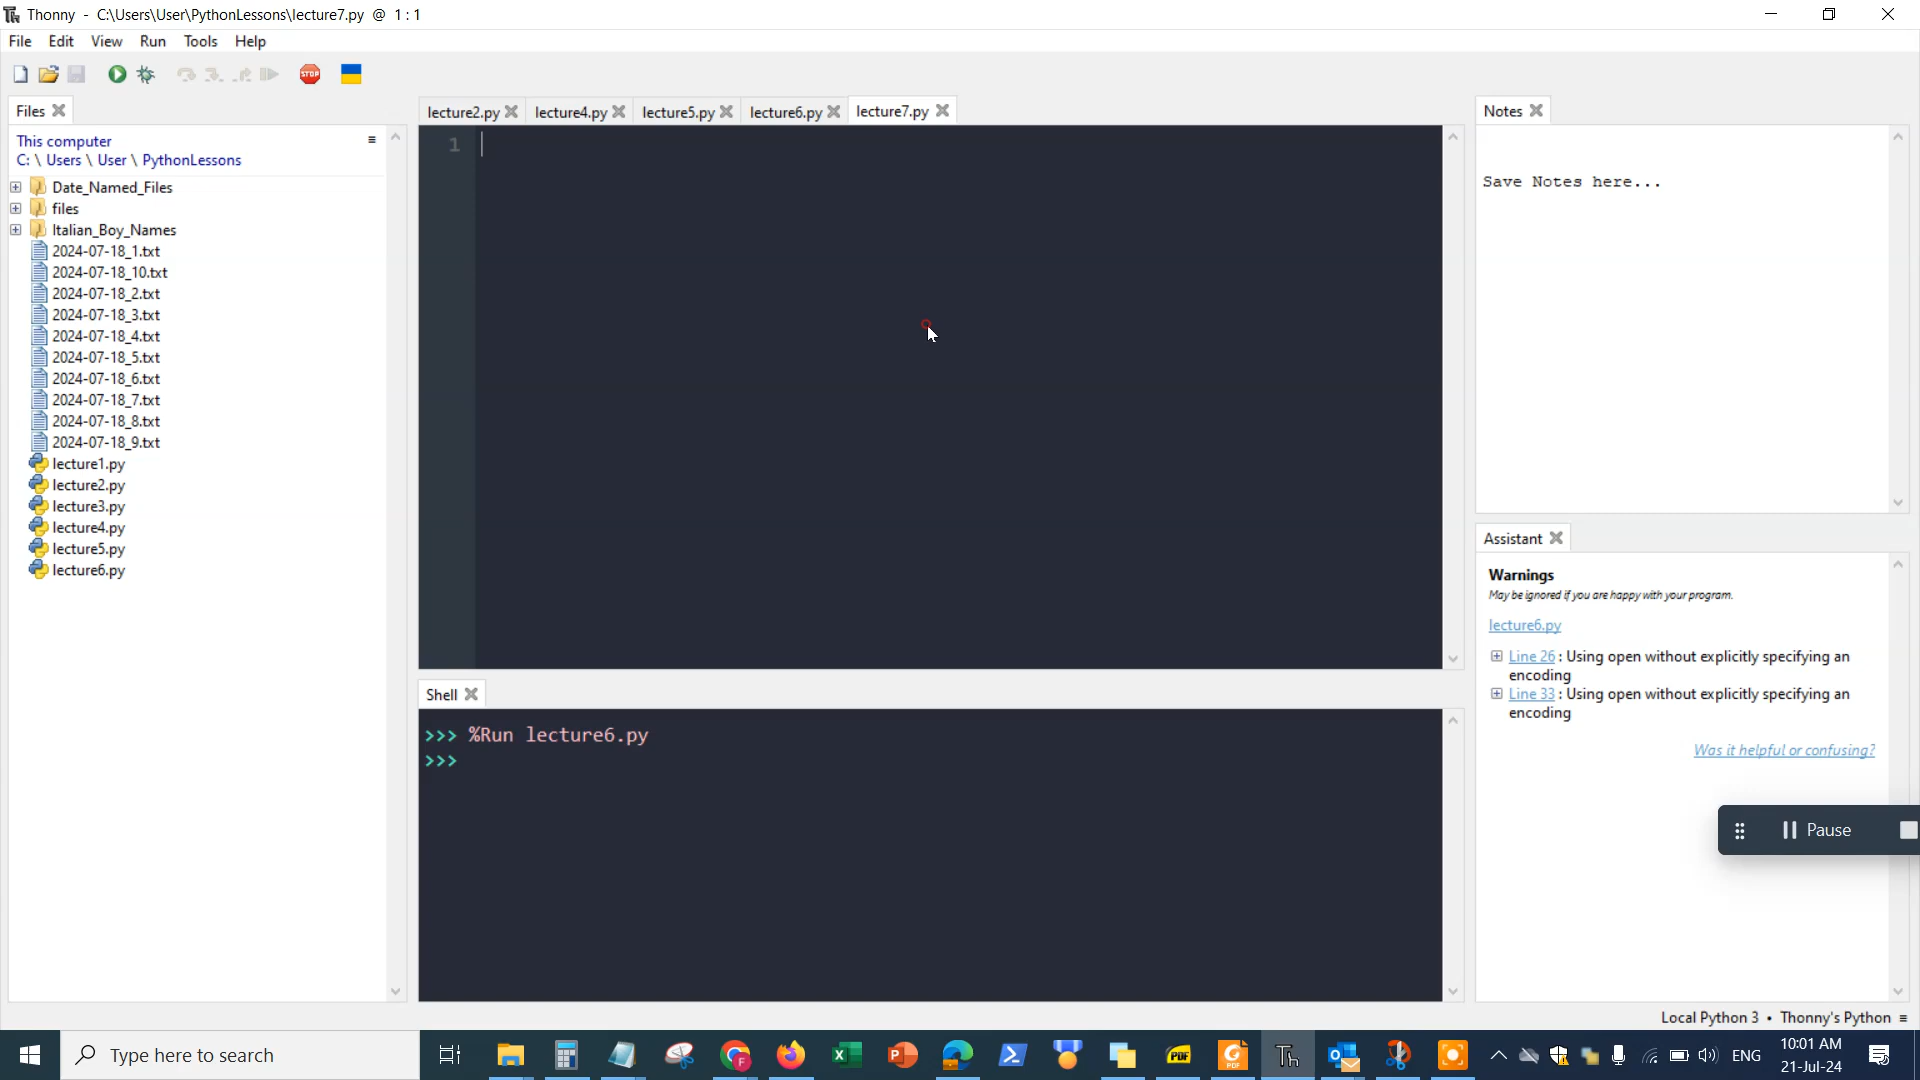 Thonny - C:\Users\User\PythonLessons\lecture7.py @ 1 : 1
File Edit View Run Tools Help
STOP
Files
This computer
C: \ Users \ User \ PythonLessons
Date_Named_Files
files
Italian_Boy_Names
2024-07-18_1.txt
2024-07-18_10.txt
2024-07-18_2.txt
2024-07-18_3.txt
2024-07-18_4.txt
2024-07-18_5.txt
2024-07-18_6.txt
2024-07-18_7.txt
2024-07-18_8.txt
2024-07-18_9.txt
lecture1.py
lecture2.py
lecture3.py
lecture4.py
lecture5.py
lecture6.py
lecture2.py lecture4.py lecture5.py lecture6.py lecture7.py
1
Shell
>>> %Run lecture6.py
>>>
Notes
Save Notes here...
Assistant
Warnings
May be ignored if you are happy with your program.
lecture6.py
Line 26 : Using open without explicitly specifying an
encoding
Line 33 : Using open without explicitly specifying an
encoding
Was it helpful or confusing?
Pause
Local Python 3 • Thonny's Python ≡
Type here to search
PDF
PDF
Th
ENG
10:01 AM
21-Jul-24